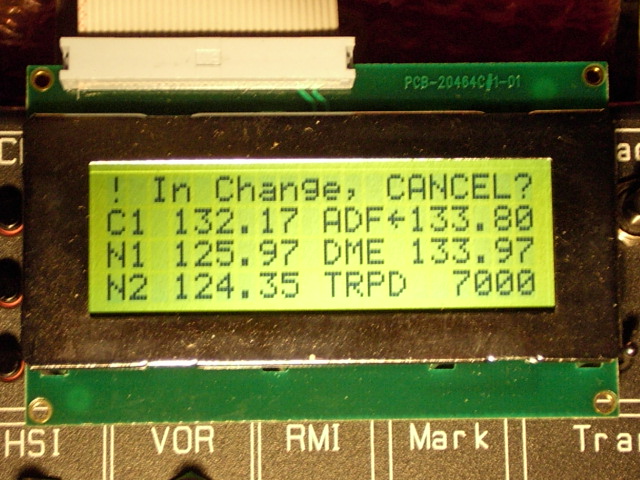 PCB-20464C#1-01
! In Change, CANCEL?
C1 132.17 ADF←133.80
N1 125.97 DME 133.97
N2 124.35 TRPD 7000
HSI VOR RMI Mark